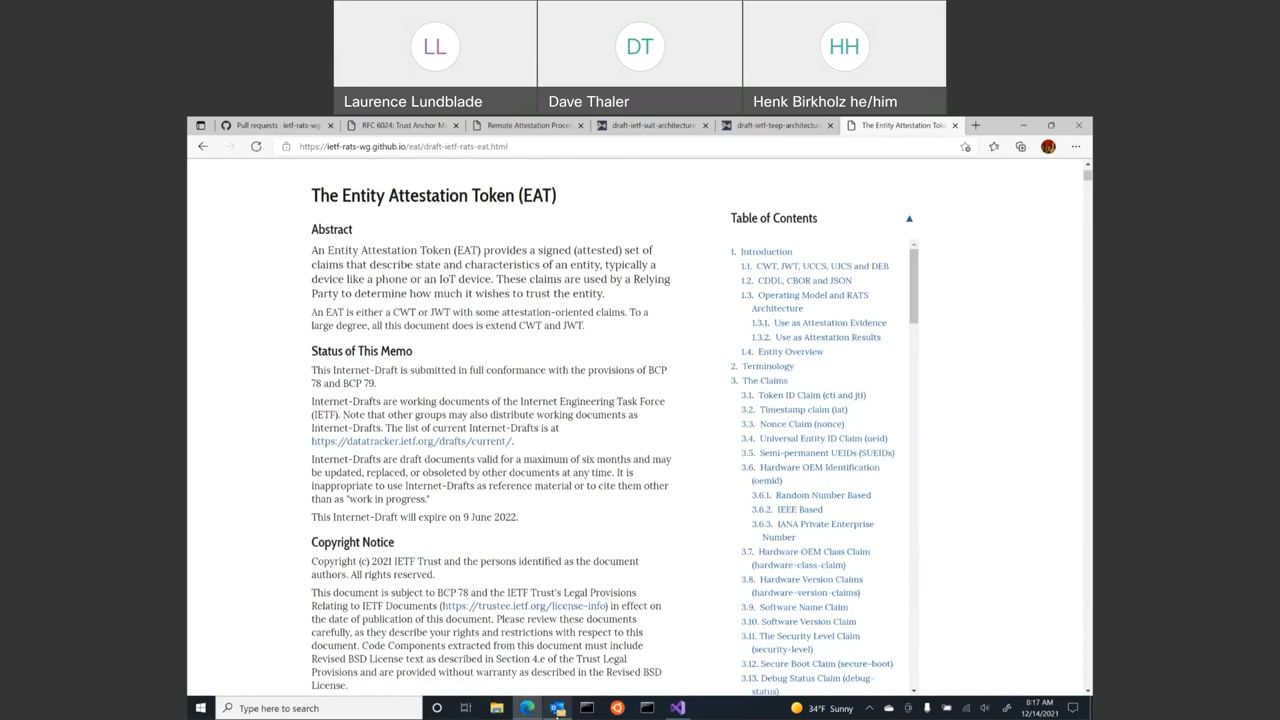 LL
DT
HH
Laurence Lundblade
Dave Thaler
Henk Birkholz he/him
Pull requests · ietf-rats-wg.
RFC 6024: Trust Anchor M
Remote Attestation Proce
draft-ietf-suit-architecture
draft-ietf-teep-architectur
The Entity Attestation Tok
https://ietf-rats-wg.github.io/eat/draft-ietf-rats-eat.html
The Entity Attestation Token (EAT)
Abstract
An Entity Attestation Token (EAT) provides a signed (attested) set of
claims that describe state and characteristics of an entity, typically a
device like a phone or an IoT device. These claims are used by a Relying
Party to determine how much it wishes to trust the entity.
An EAT is either a CWT or JWT with some attestation-oriented claims. To a
large degree, all this document does is extend CWT and JWT.
Status of This Memo
This Internet-Draft is submitted in full conformance with the provisions of BCP
78 and BCP 79.
Internet-Drafts are working documents of the Internet Engineering Task Force
(IETF). Note that other groups may also distribute working documents as
Internet-Drafts. The list of current Internet-Drafts is at
https://datatracker.ietf.org/drafts/current/.
Internet-Drafts are draft documents valid for a maximum of six months and may
be updated, replaced, or obsoleted by other documents at any time. It is
inappropriate to use Internet-Drafts as reference material or to cite them other
than as "work in progress."
This Internet-Draft will expire on 9 June 2022.
Copyright Notice
Copyright (c) 2021 IETF Trust and the persons identified as the document
authors. All rights reserved.
This document is subject to BCP 78 and the IETF Trust's Legal Provisions
Relating to IETF Documents (https://trustee.ietf.org/license-info) in effect on
the date of publication of this document. Please review these documents
carefully, as they describe your rights and restrictions with respect to this
document. Code Components extracted from this document must include
Revised BSD License text as described in Section 4.e of the Trust Legal
Provisions and are provided without warranty as described in the Revised BSD
License.
Table of Contents
1. Introduction
1.1. CWT, JWT, UCCS, UJCS and DEB
1.2. CDDL, CBOR and JSON
1.3. Operating Model and RATS
Architecture
1.3.1. Use as Attestation Evidence
1.3.2. Use as Attestation Results
1.4. Entity Overview
2. Terminology
3. The Claims
3.1. Token ID Claim (cti and jti)
3.2. Timestamp claim (iat)
3.3. Nonce Claim (nonce)
3.4. Universal Entity ID Claim (ueid)
3.5. Semi-permanent UEIDs (SUEIDs)
3.6. Hardware OEM Identification
(oemid)
3.6.1. Random Number Based
3.6.2. IEEE Based
3.6.3. IANA Private Enterprise
Number
3.7. Hardware OEM Class Claim
(hardware-class-claim)
3.8. Hardware Version Claims
(hardware-version-claims)
3.9. Software Name Claim
3.10. Software Version Claim
3.11. The Security Level Claim
(security-level)
3.12. Secure Boot Claim (secure-boot)
3.13. Debug Status Claim (debug-
status)
Type here to search
34°F Sunny
8:17 AM
12/14/2021